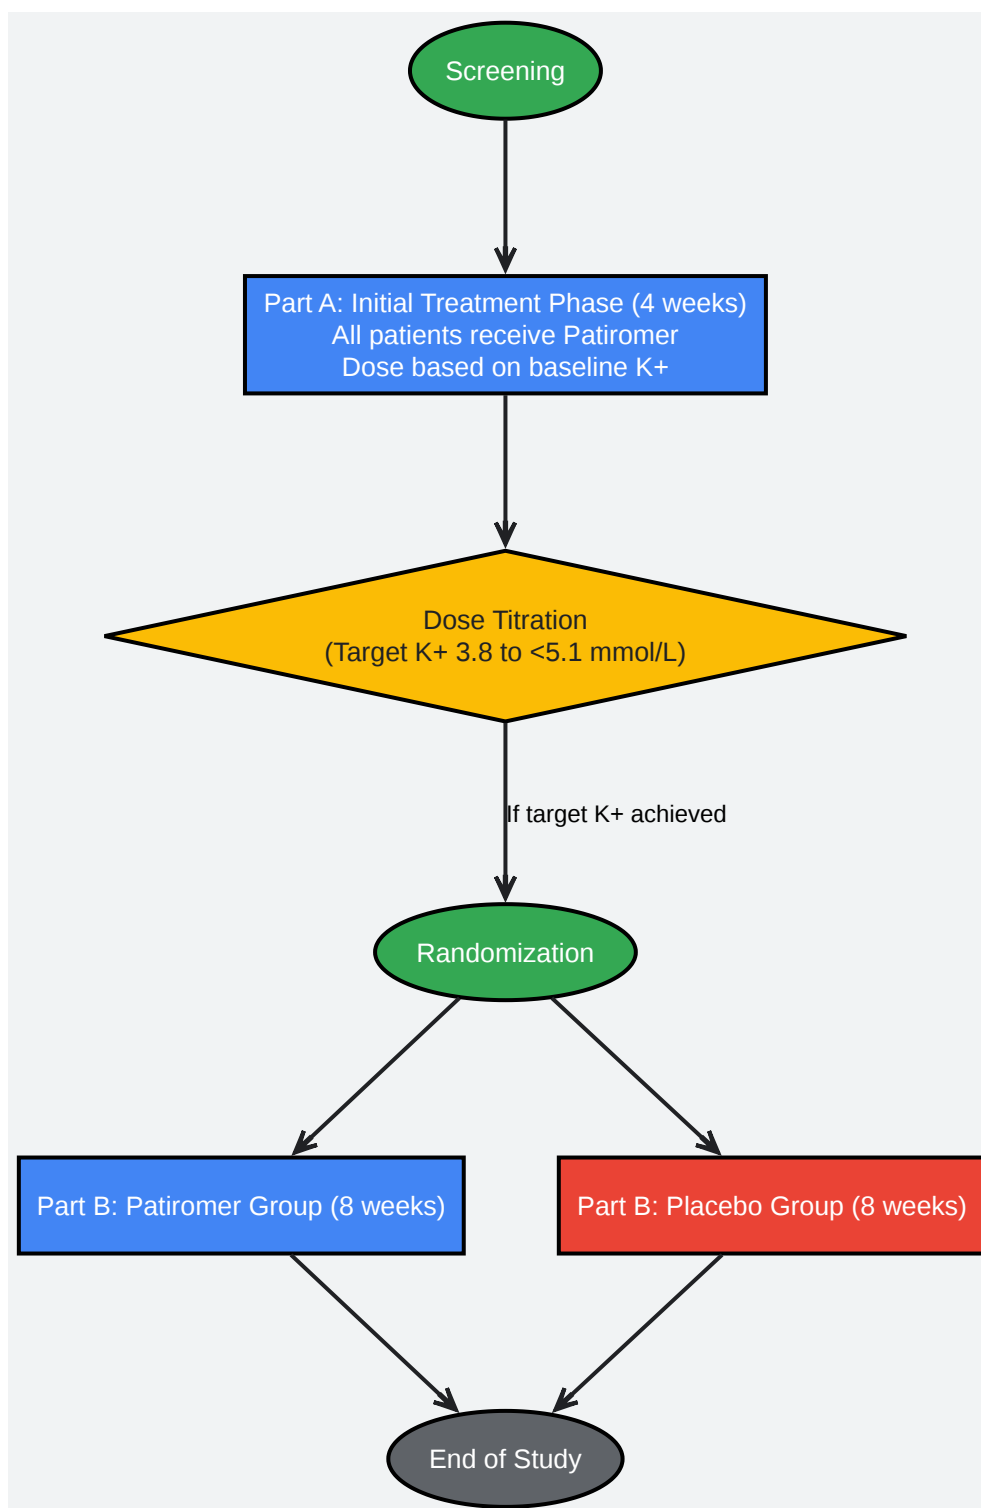 Screening
Part A: Initial Treatment Phase (4 weeks)
All patients receive Patiromer
Dose based on baseline K+
Dose Titration
(Target K+ 3.8 to <5.1 mmol/L)
If target K+ achieved
Randomization
Part B: Patiromer Group (8 weeks)
Part B: Placebo Group (8 weeks)
End of Study